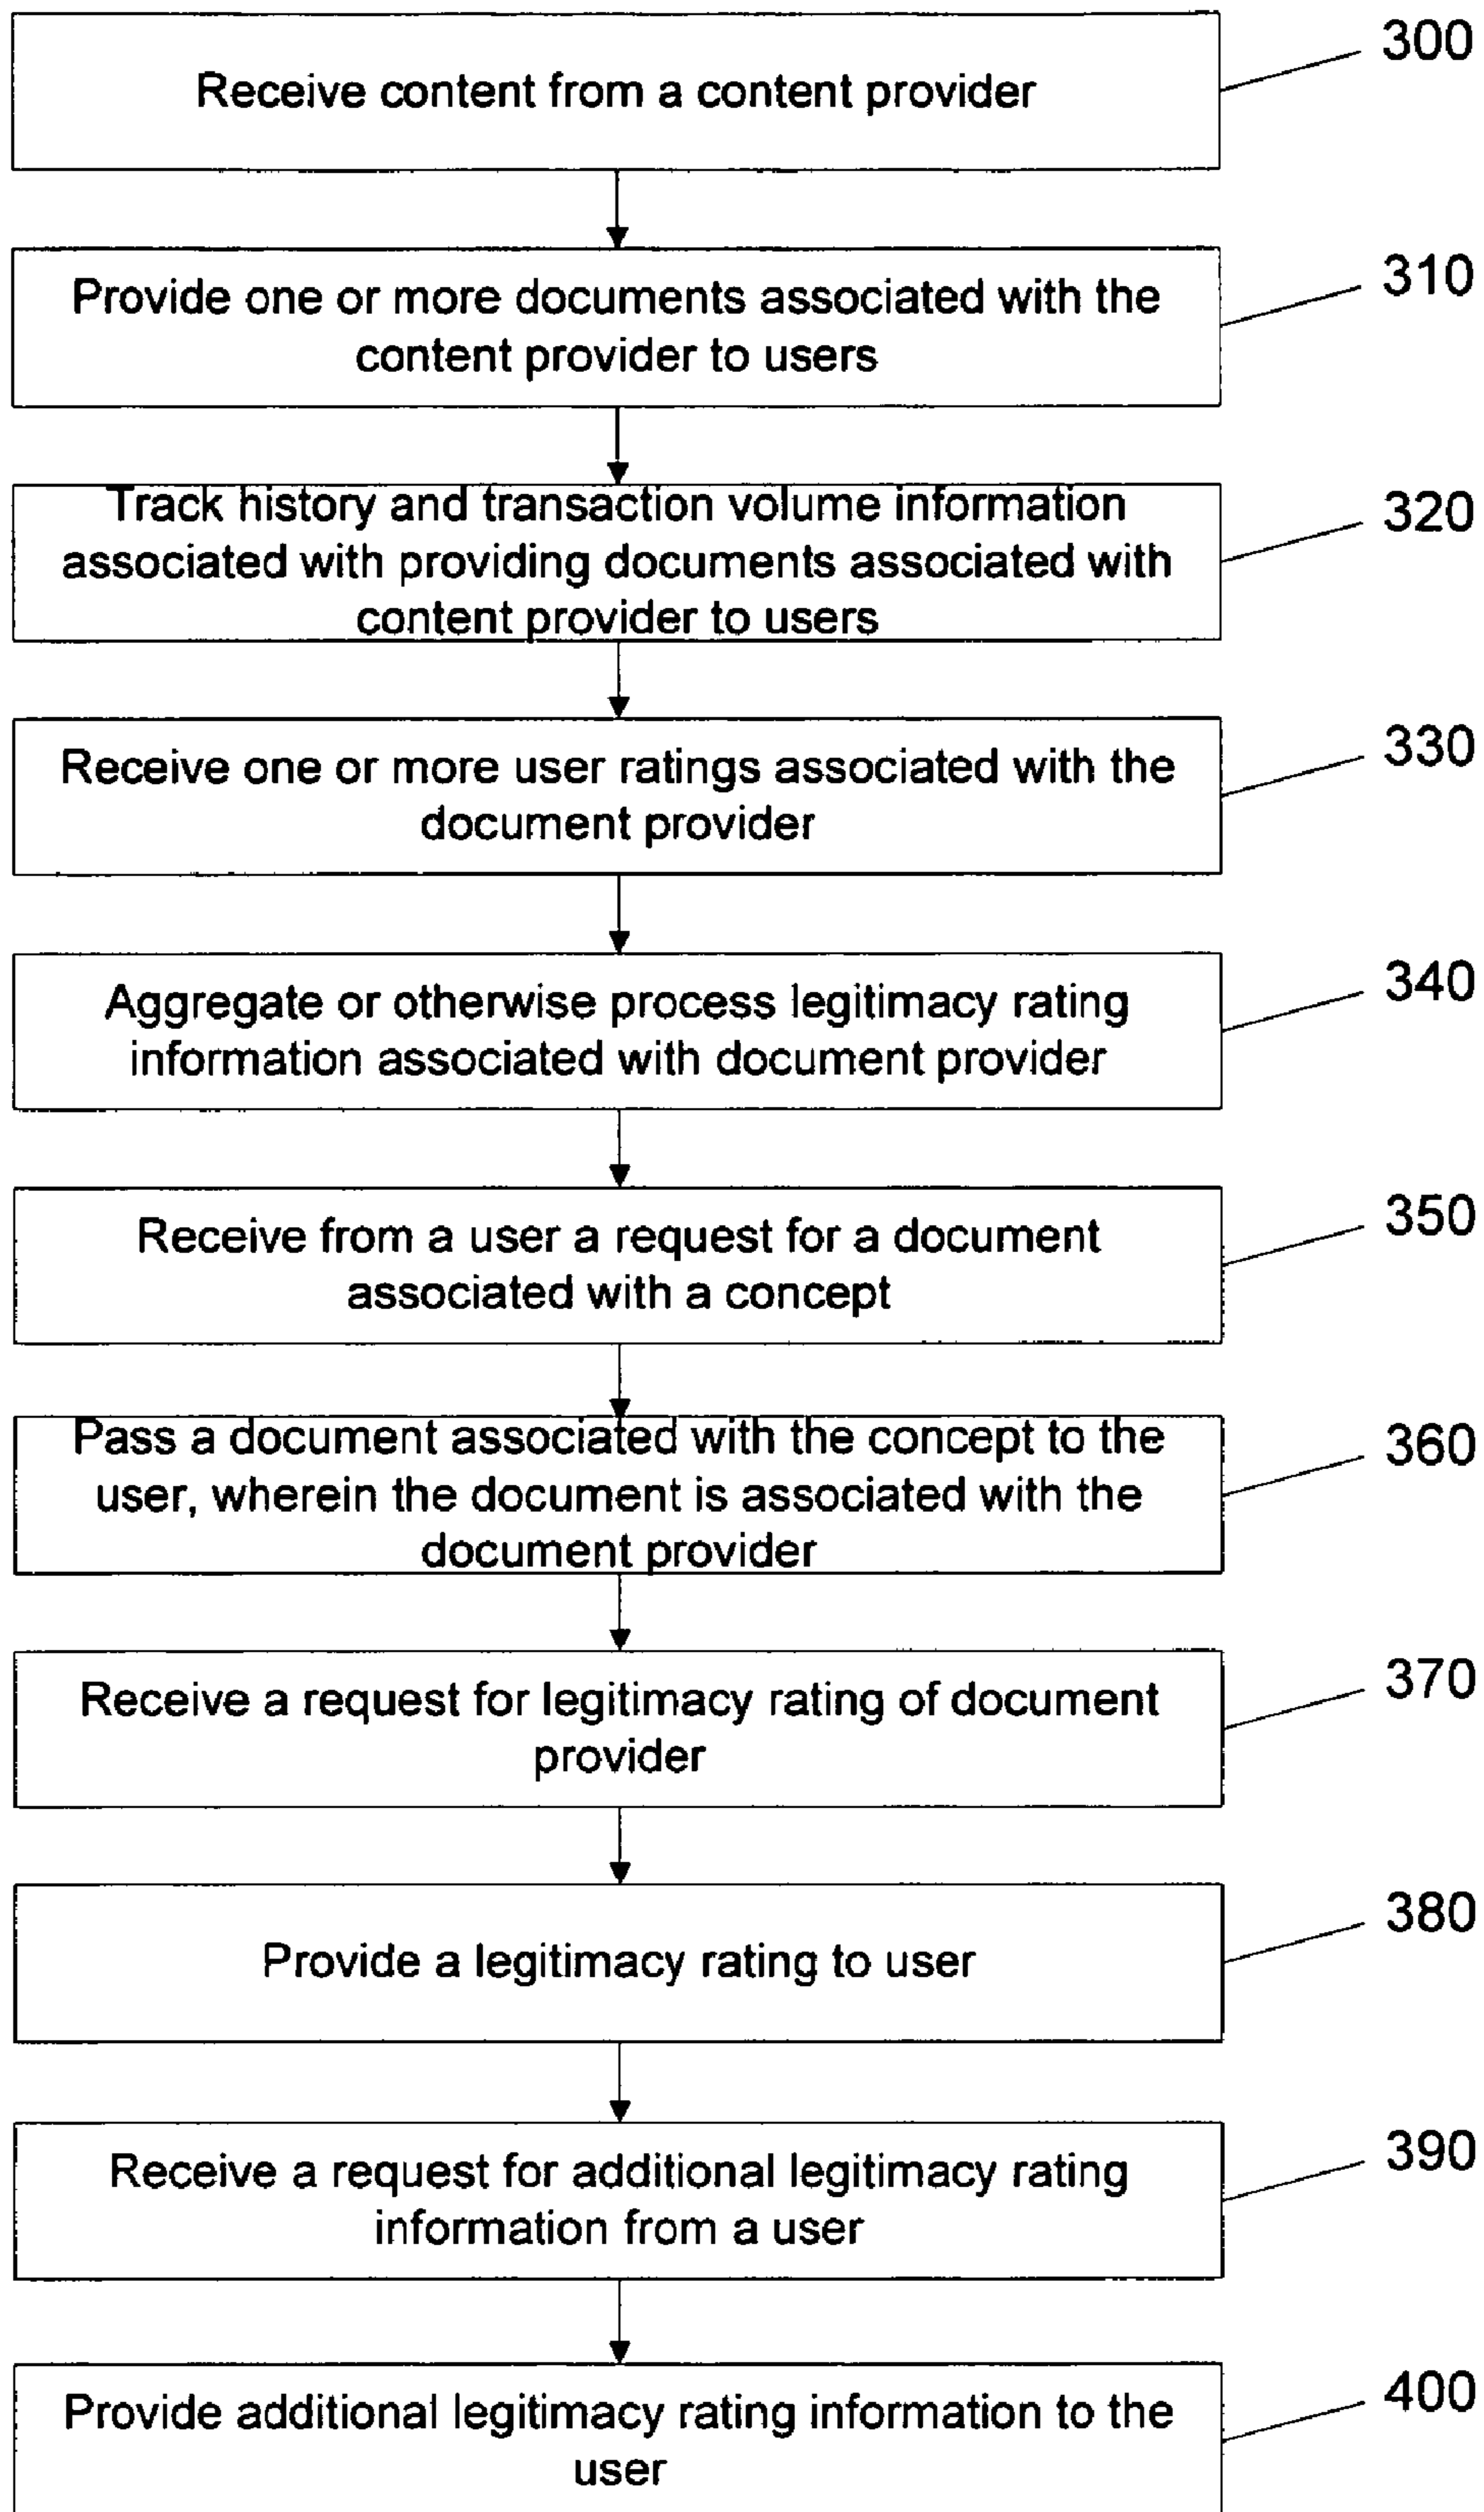 Receive content from a content provider
300
Provide one or more documents associated with the
content provider to users
310
Track history and transaction volume information
associated with providing documents associated with
content provider to users
320
Receive one or more user ratings associated with the
document provider
330
Aggregate or otherwise process legitimacy rating
information associated with document provider
340
Receive from a user a request for a document
associated with a concept
350
Pass a document associated with the concept to the
user, wherein the document is associated with the
document provider
360
Receive a request for legitimacy rating of document
provider
370
Provide a legitimacy rating to user
380
Receive a request for additional legitimacy rating
information from a user
390
Provide additional legitimacy rating information to the
user
400